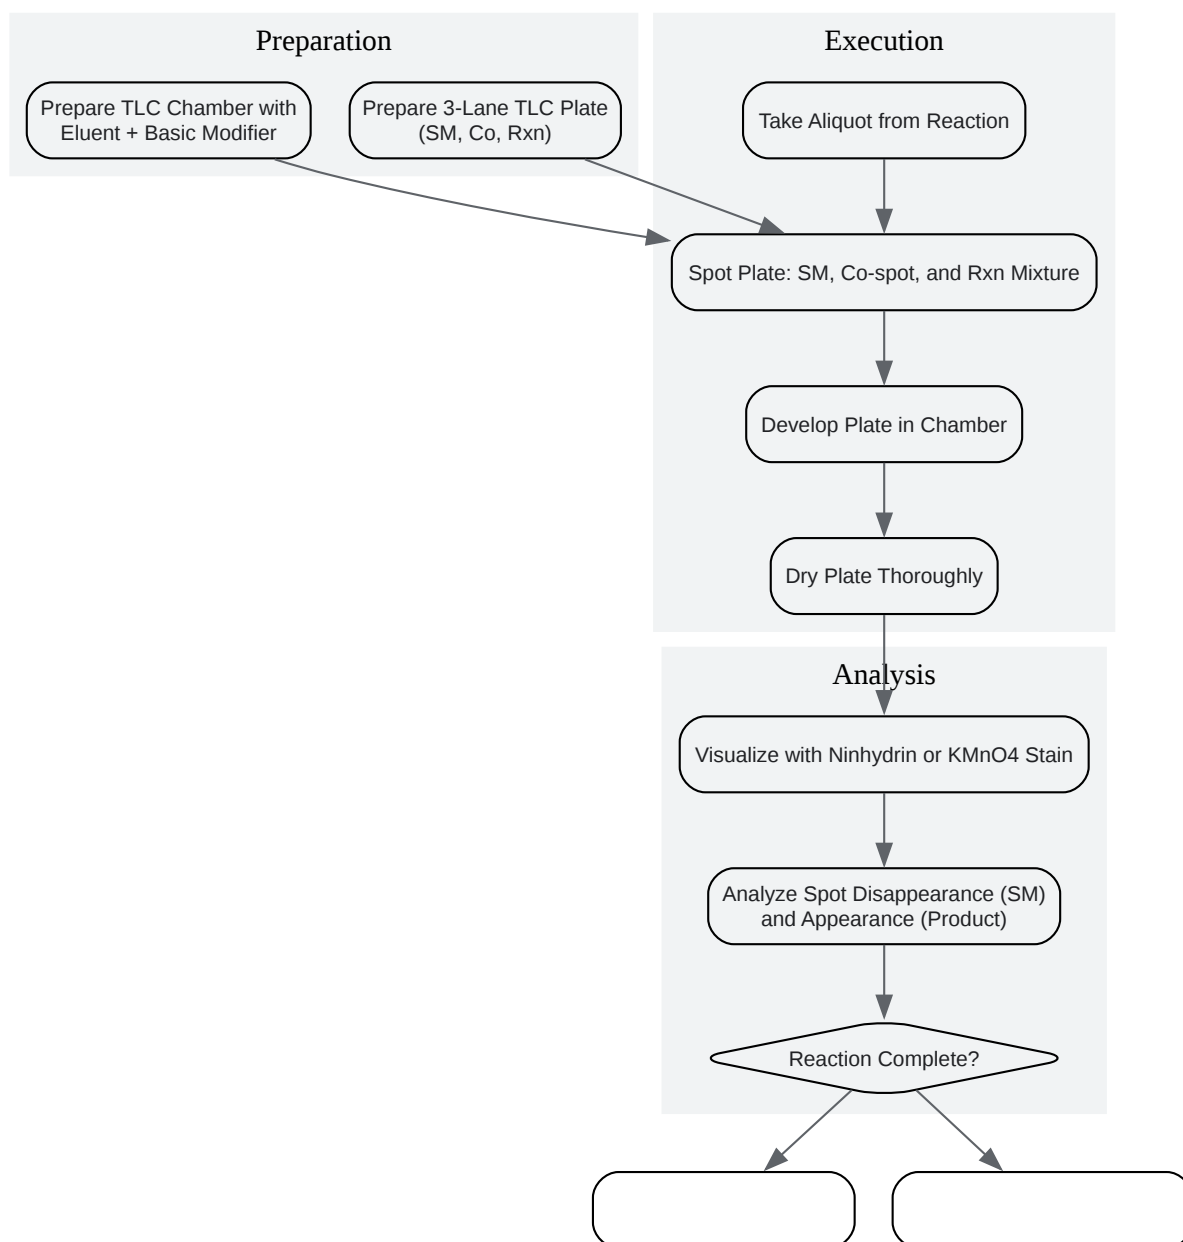 Preparation
Prepare TLC Chamber with
Eluent + Basic Modifier
Prepare 3-Lane TLC Plate
(SM, Co, Rxn)
Execution
Take Aliquot from Reaction
Spot Plate: SM, Co-spot, and Rxn Mixture
Develop Plate in Chamber
Dry Plate Thoroughly
Analysis
Visualize with Ninhydrin or KMnO4 Stain
Analyze Spot Disappearance (SM)
and Appearance (Product)
Reaction Complete?